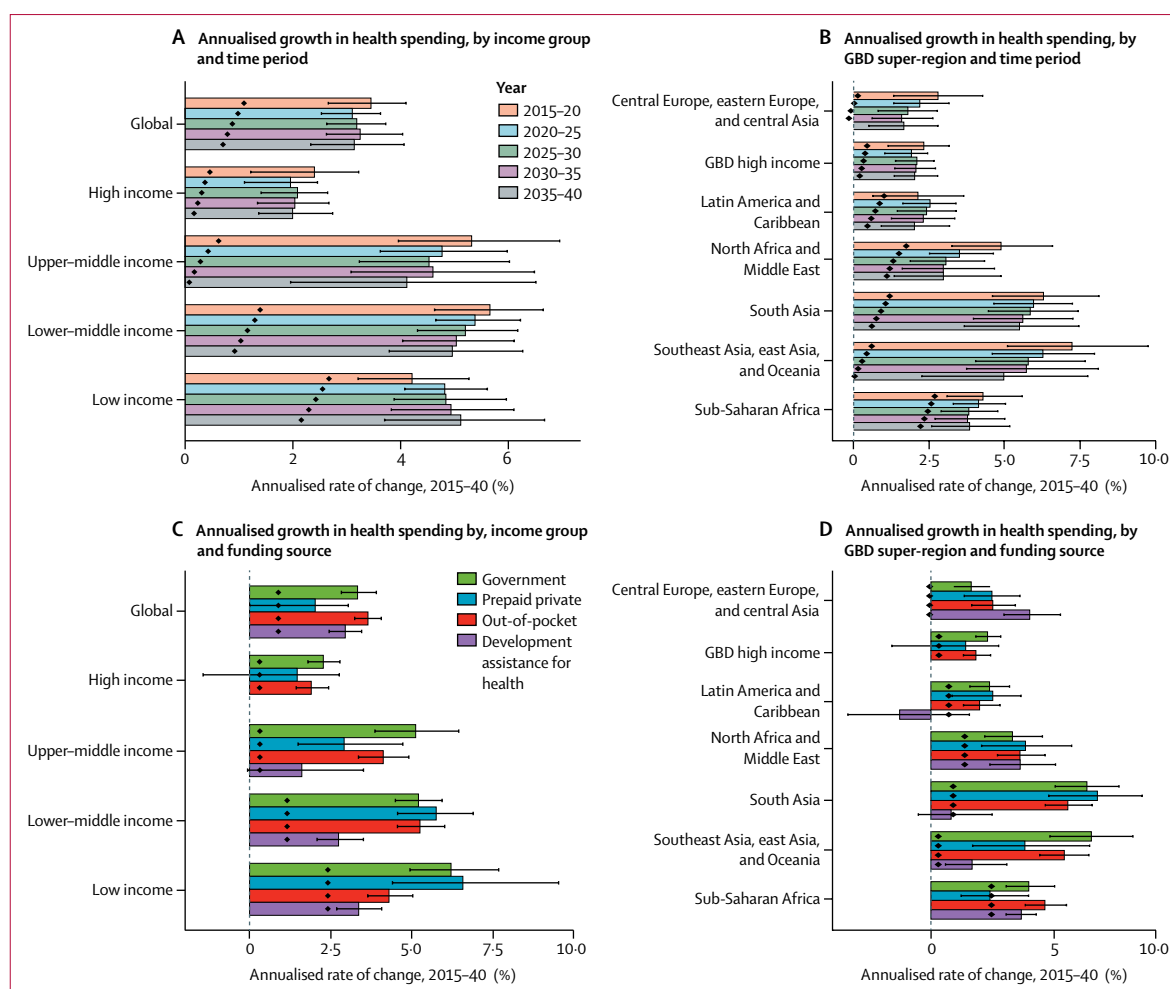 A Annualised growth in health spending, by income group
and time period
Year
2015–20
2020–25
2025–30
2030–35
2035–40
Global
High income
Upper–middle income
Lower–middle income
Low income
0 2 4 6
Annualised rate of change, 2015–40 (%)
B Annualised growth in health spending, by
GBD super-region and time period
Central Europe, eastern Europe,
and central Asia
GBD high income
Latin America and
Caribbean
North Africa and
Middle East
South Asia
Southeast Asia, east Asia,
and Oceania
Sub-Saharan Africa
0 2·5 5·0 7·5 10·0
Annualised rate of change, 2015–40 (%)
C Annualised growth in health spending by, income group
and funding source
Government
Prepaid private
Out-of-pocket
Development
assistance for
health
Global
High income
Upper–middle income
Lower–middle income
Low income
0 2·5 5·0 7·5 10·0
Annualised rate of change, 2015–40 (%)
D Annualised growth in health spending, by
GBD super-region and funding source
Central Europe, eastern Europe,
and central Asia
GBD high income
Latin America and
Caribbean
North Africa and
Middle East
South Asia
Southeast Asia, east Asia,
and Oceania
Sub-Saharan Africa
0 5 10·0
Annualised rate of change, 2015–40 (%)